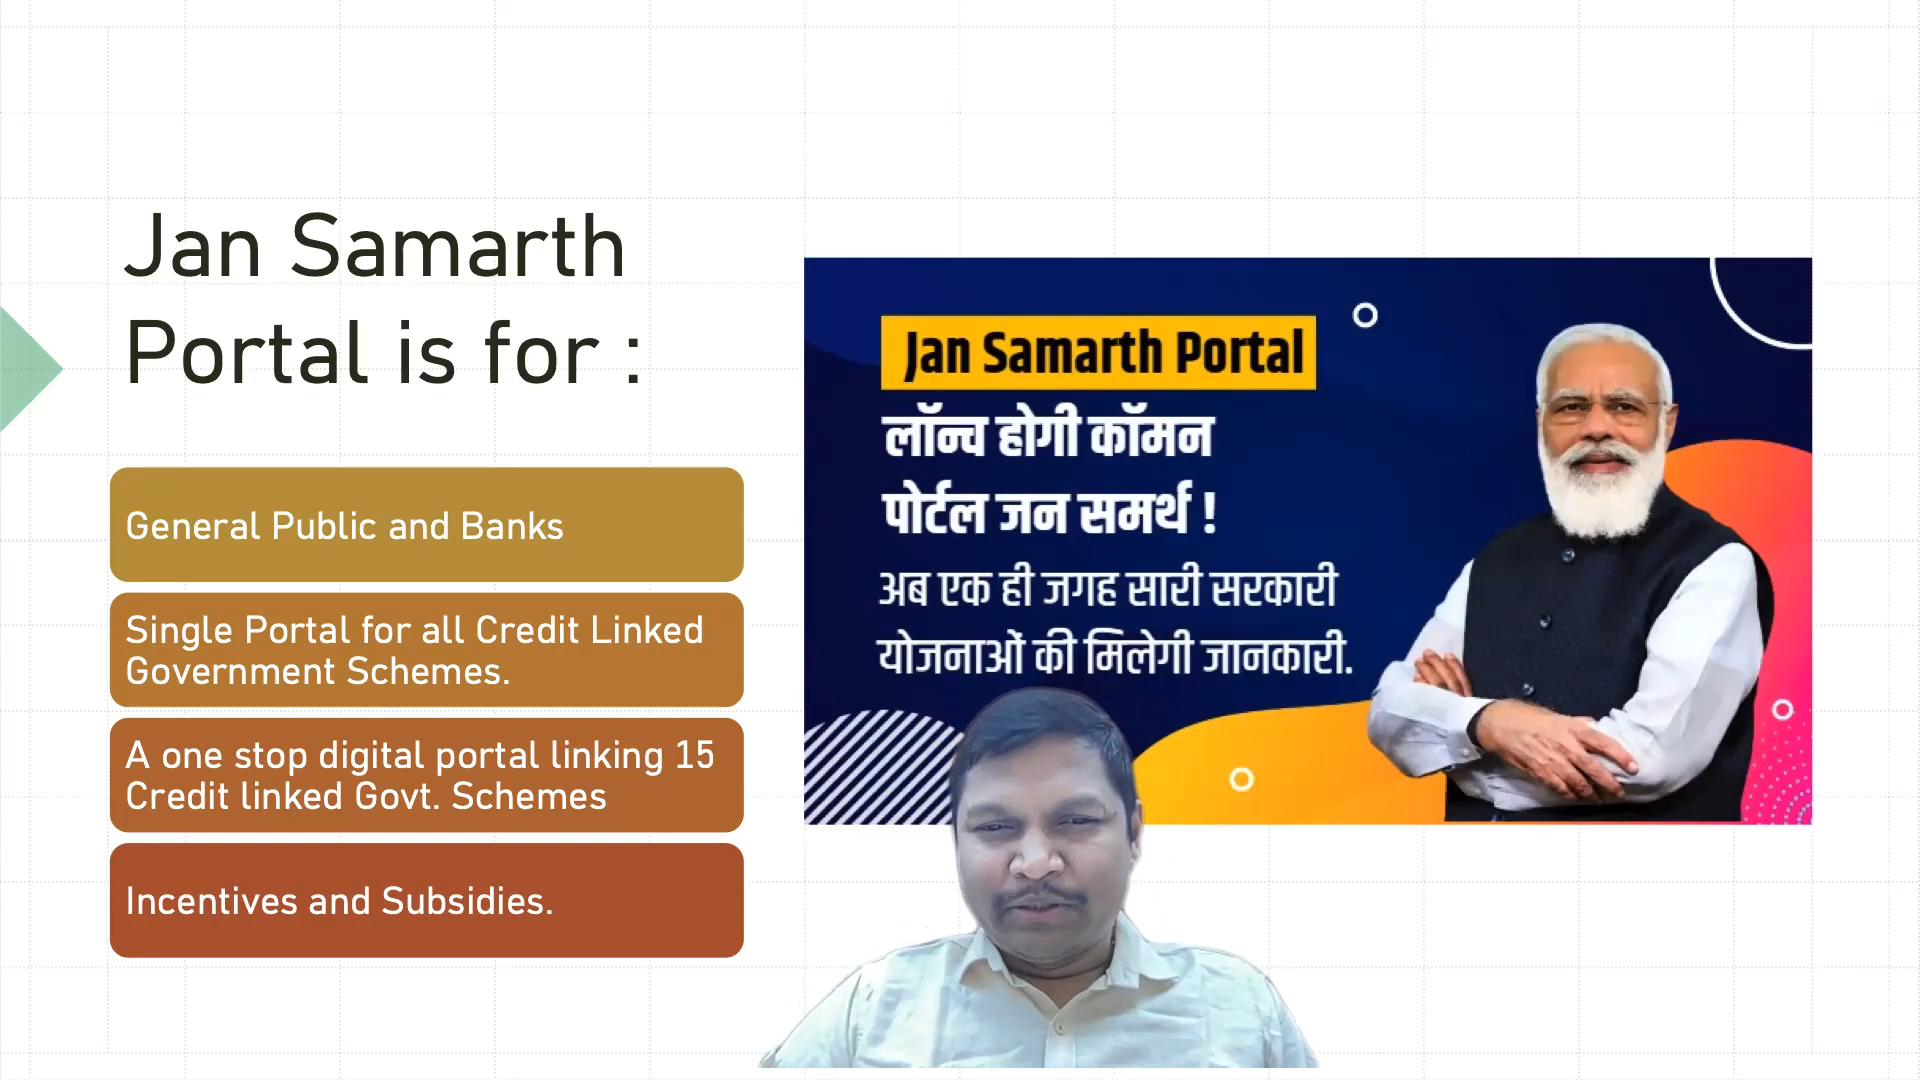 Jan Samarth
Portal is for :
General Public and Banks
Single Portal for all Credit Linked
Government Schemes.
A one stop digital portal linking 15
Credit linked Govt. Schemes
Incentives and Subsidies.
Jan Samarth Portal
लॉन्च होगी कॉमन
पोर्टल जन समर्थ !
अब एक ही जगह सारी सरकारी
योजनाओं की मिलेगी जानकारी.